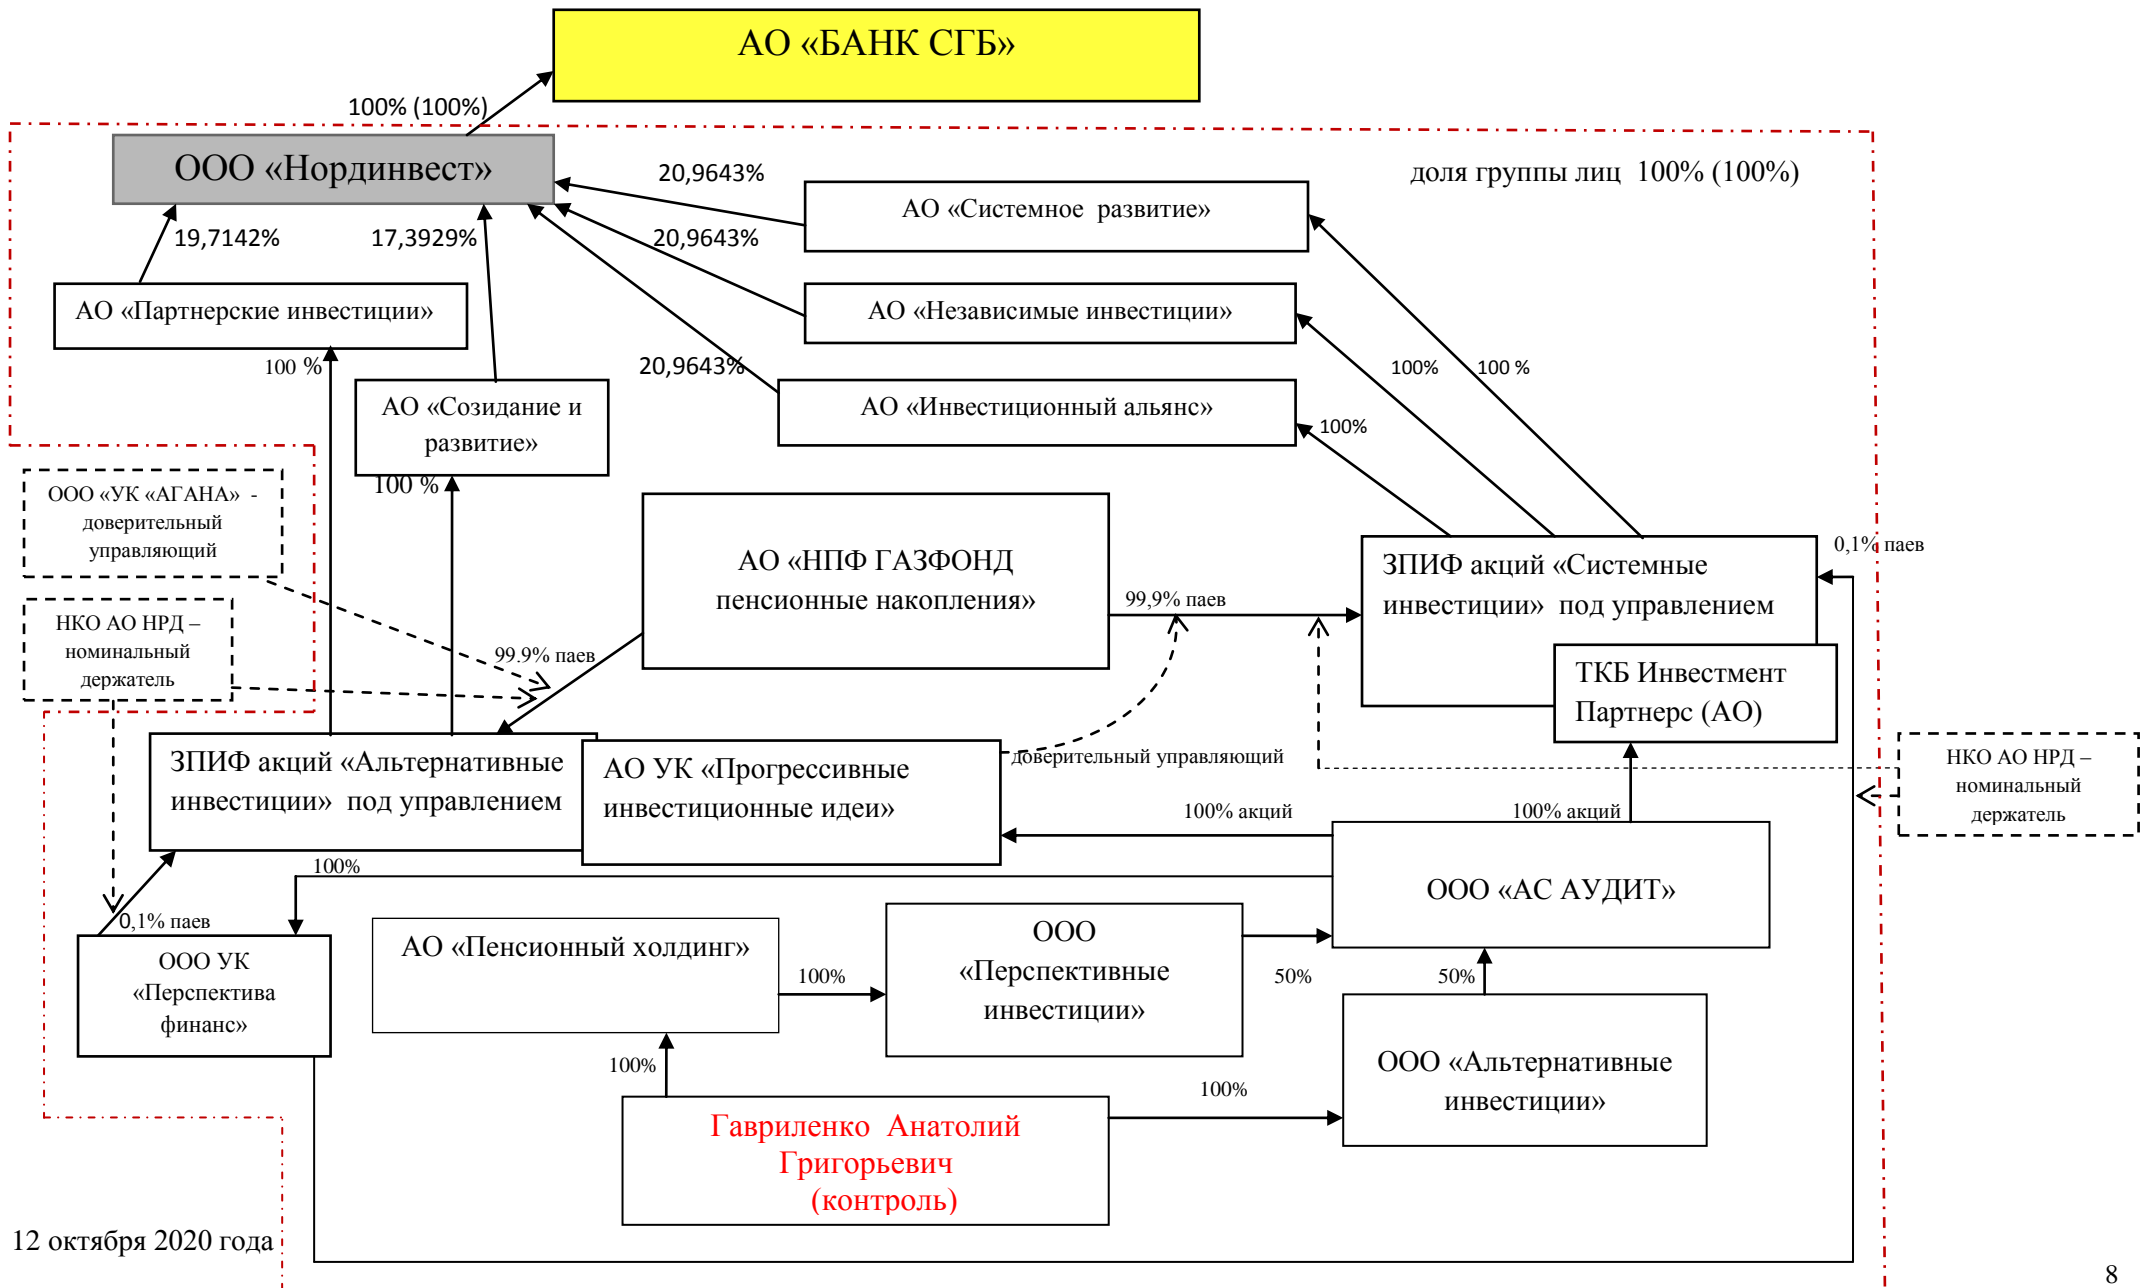 АО «БАНК СГБ»
100% (100%)
ООО «Нординвест»
доля группы лиц  100% (100%)
20,9643%
АО «Системное  развитие»
19,7142%
17,3929%
20,9643%
АО «Партнерские инвестиции»
АО «Независимые инвестиции»
100 %
20,9643%
100%
100 %
АО «Созидание и
развитие»
АО «Инвестиционный альянс»
100%
100 %
ООО «УК «АГАНА»  -
доверительный
управляющий
АО «НПФ ГАЗФОНД
пенсионные накопления»
ЗПИФ акций «Системные
инвестиции»  под управлением
0,1% паев
99,9% паев
НКО АО НРД –
номинальный
держатель
99.9% паев
ТКБ Инвестмент
Партнерс (АО)
ЗПИФ акций «Альтернативные
инвестиции»  под управлением
АО УК «Прогрессивные
инвестиционные идеи»
доверительный управляющий
НКО АО НРД –
номинальный
держатель
100% акций
100% акций
100%
ООО «АС АУДИТ»
0,1% паев
АО «Пенсионный холдинг»
ООО
«Перспективные
инвестиции»
ООО УК
«Перспектива
финанс»
100%
50%
50%
100%
ООО «Альтернативные
инвестиции»
100%
Гавриленко  Анатолий
Григорьевич
(контроль)
12 октября 2020 года
8